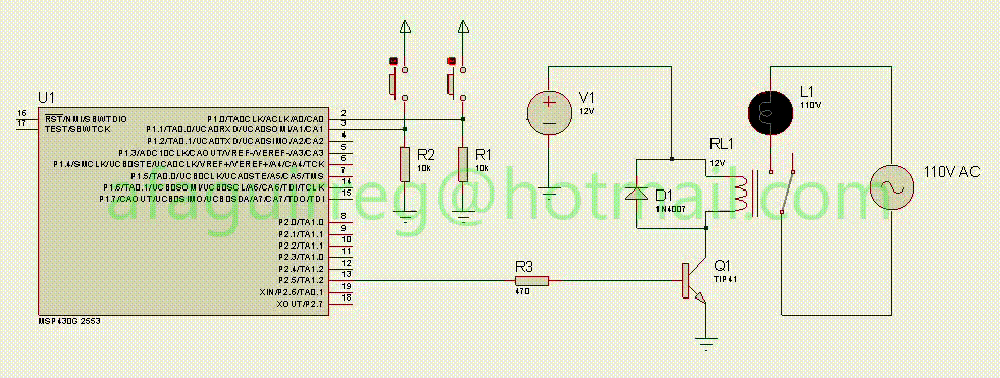 U1
16
RST/NMI/SBWTDIO
17
TEST/SBWTCK
P1.0/TA0CLK/ACLK/A0/CA0
2
P1.1/TA0.0/UCA0RXD/UCA0SOMI/A1/CA1
3
P1.2/TA0.1/UCA0TXD/UCA0SIMO/A2/CA2
4
P1.3/ADC10CLK/CAOUT/VREF-/VEREF-/A3/CA3
5
P1.4/SMCLK/UCB0STE/UCA0CLK/VREF+/VEREF+/A4/CA4/TCK
6
P1.5/TA0.0/UCB0CLK/UCA0STE/A5/CA5/TMS
7
P1.6/TA0.1/UCB0SOMI/UCB0SCL/A6/CA6/TDI/TCLK
14
P1.7/CAOUT/UCB0SIMO/UCB0SDA/A7/CA7/TDO/TDI
15
P2.0/TA1.0
8
P2.1/TA1.1
9
P2.2/TA1.1
10
P2.3/TA1.0
11
P2.4/TA1.2
12
P2.5/TA1.2
13
XIN/P2.6/TA0.1
19
XOUT/P2.7
18
MSP430G 2553
R2
10k
R1
10k
R3
470
V1
12V
D1
1N4007
RL1
12V
Q1
TIP41
L1
110V
110V AC
afaguimeg@hotmail.com